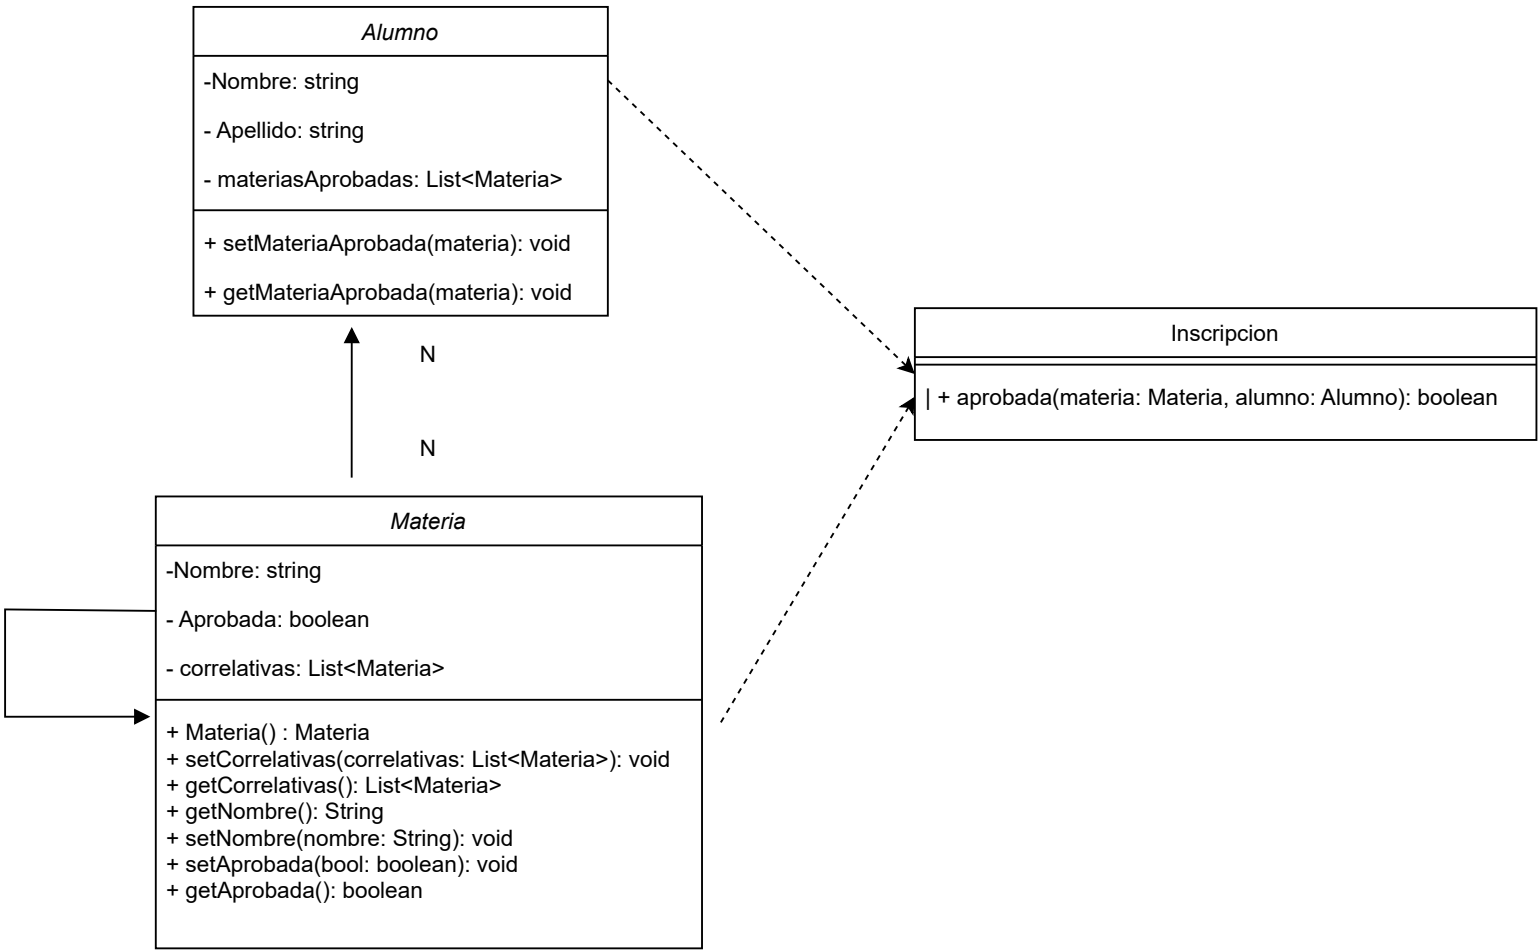 Alumno
-Nombre: string
- Apellido: string
- materiasAprobadas: List<Materia>
+ setMateriaAprobada(materia): void
+ getMateriaAprobada(materia): void
Inscripcion
| + aprobada(materia: Materia, alumno: Alumno): boolean
N
N
Materia
-Nombre: string
- Aprobada: boolean
- correlativas: List<Materia>
+ Materia() : Materia
+ setCorrelativas(correlativas: List<Materia>): void
+ getCorrelativas(): List<Materia>
+ getNombre(): String
+ setNombre(nombre: String): void
+ setAprobada(bool: boolean): void
+ getAprobada(): boolean